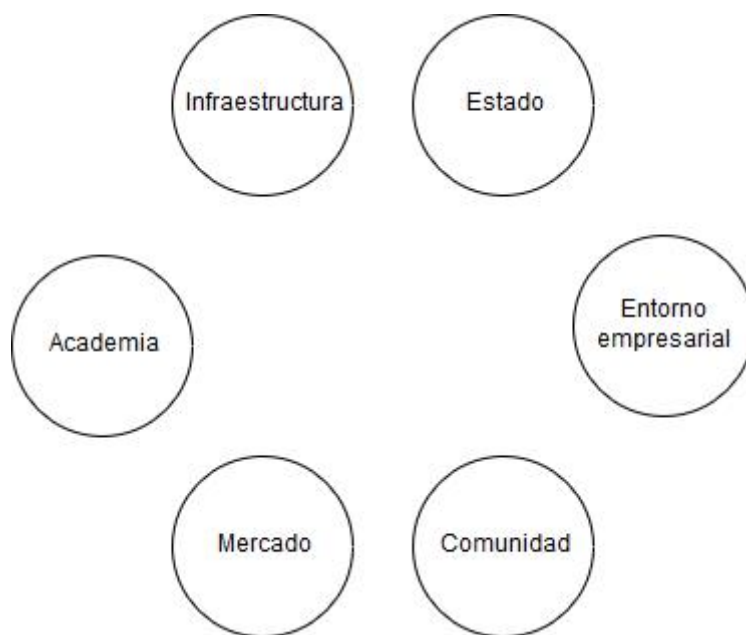 Infraestructura
Estado
Entorno
empresarial
Academia
Mercado
Comunidad